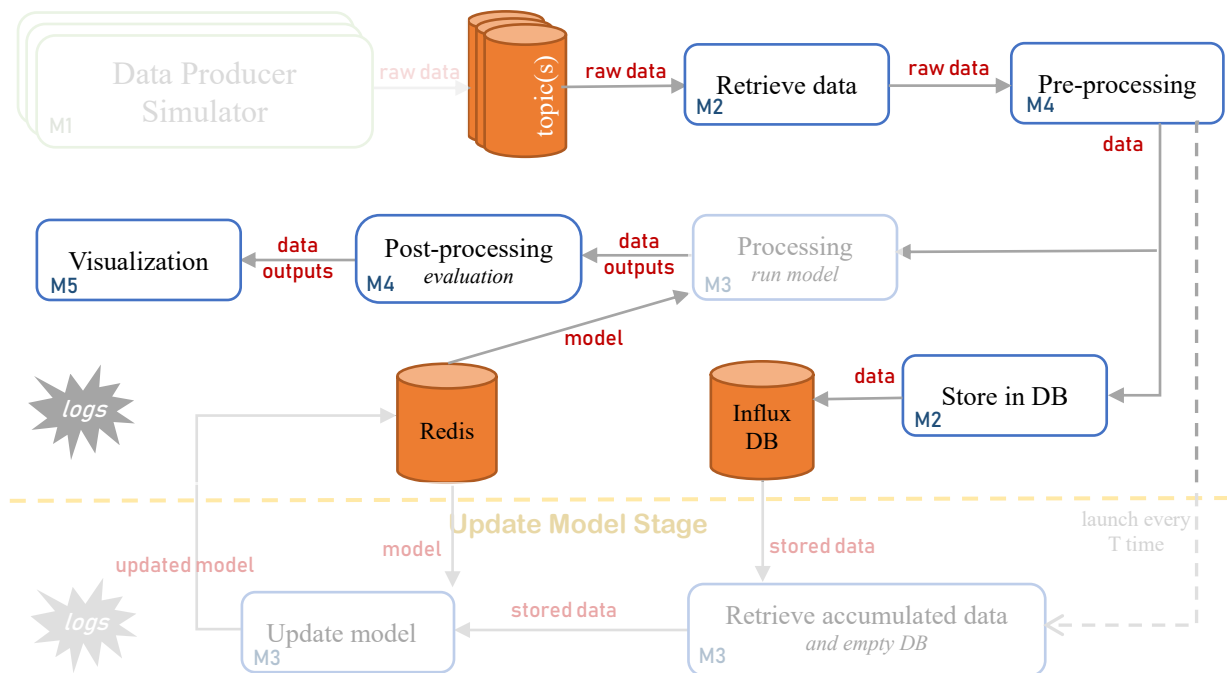 Data Producer
Simulator
M1
raw data
topic(s)
raw data
Retrieve data
M2
raw data
Pre-processing
M4
data
Visualization
M5
data
outputs
Post-processing
evaluation
M4
data
outputs
Processing
run model
M3
model
logs
Redis
Influx
DB
data
Store in DB
M2
Update Model Stage
launch every
T time
updated model
model
stored data
logs
Update model
M3
stored data
Retrieve accumulated data
and empty DB
M3